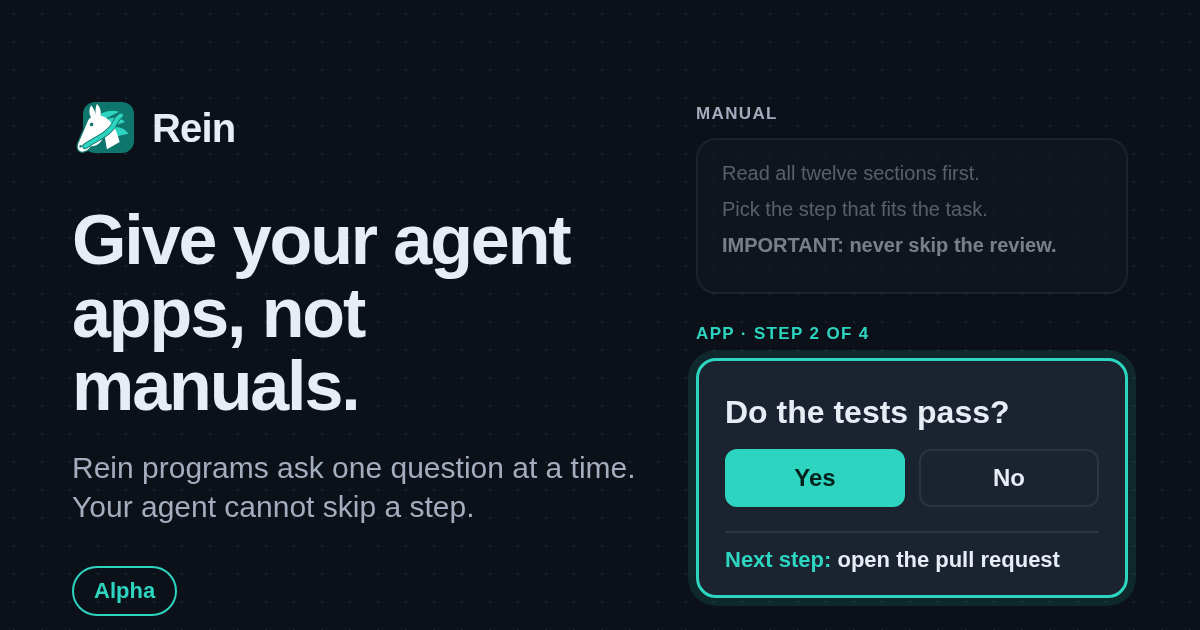 Rein
Give your agent
apps, not
manuals.
Rein programs ask one question at a time.
Your agent cannot skip a step.
Alpha
MANUAL
Read all twelve sections first.
Pick the step that fits the task.
IMPORTANT: never skip the review.
APP · STEP 2 OF 4
Do the tests pass?
Yes
No
Next step: open the pull request